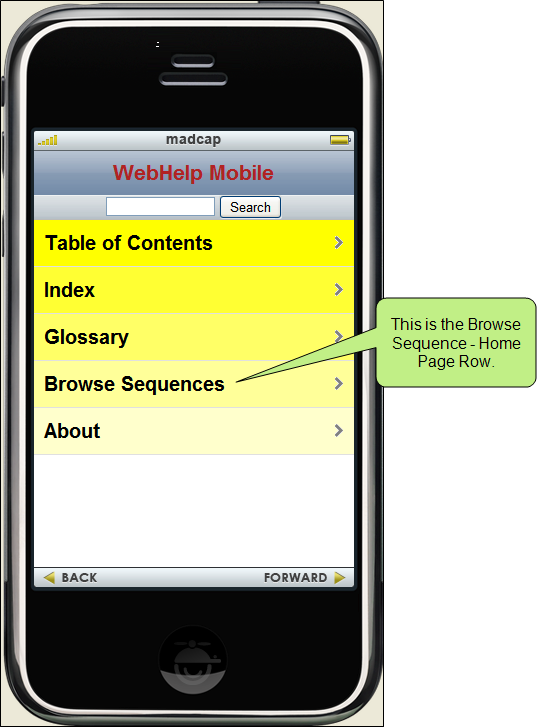 madcap
WebHelp Mobile
Search
Table of Contents
Index
Glossary
Browse Sequences
About
BACK
FORWARD
This is the Browse
Sequence - Home
Page Row.